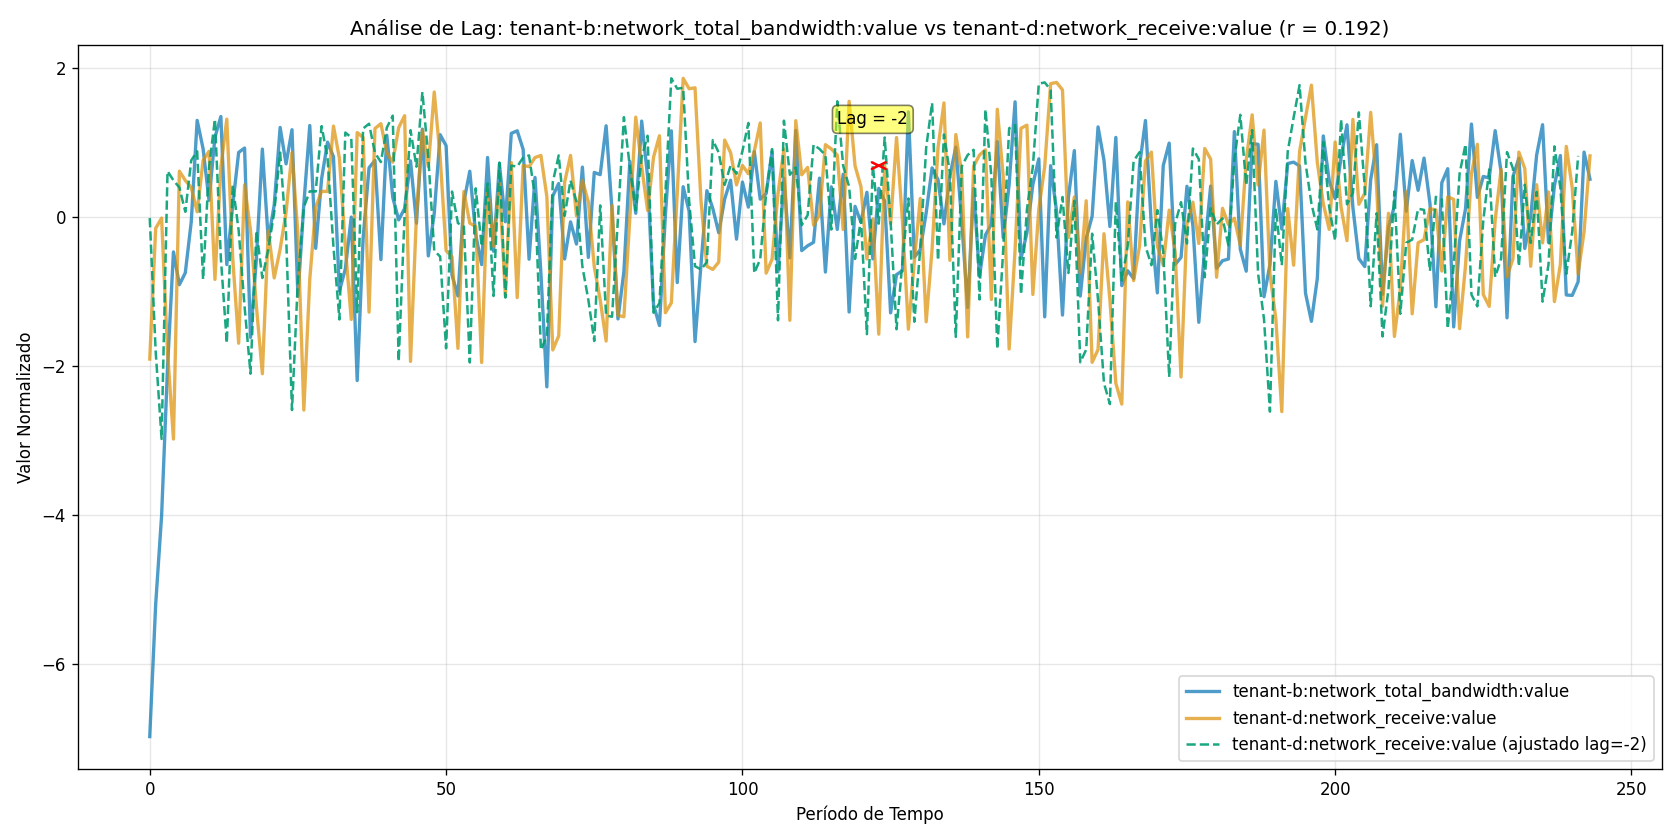 Análise de Lag: tenant-b:network_total_bandwidth:value vs tenant-d:network_receive:value (r = 0.192)
Lag = -2
Valor Normalizado
2
0
−2
−4
−6
0
50
100
150
200
250
Período de Tempo
tenant-b:network_total_bandwidth:value
tenant-d:network_receive:value
tenant-d:network_receive:value (ajustado lag=-2)